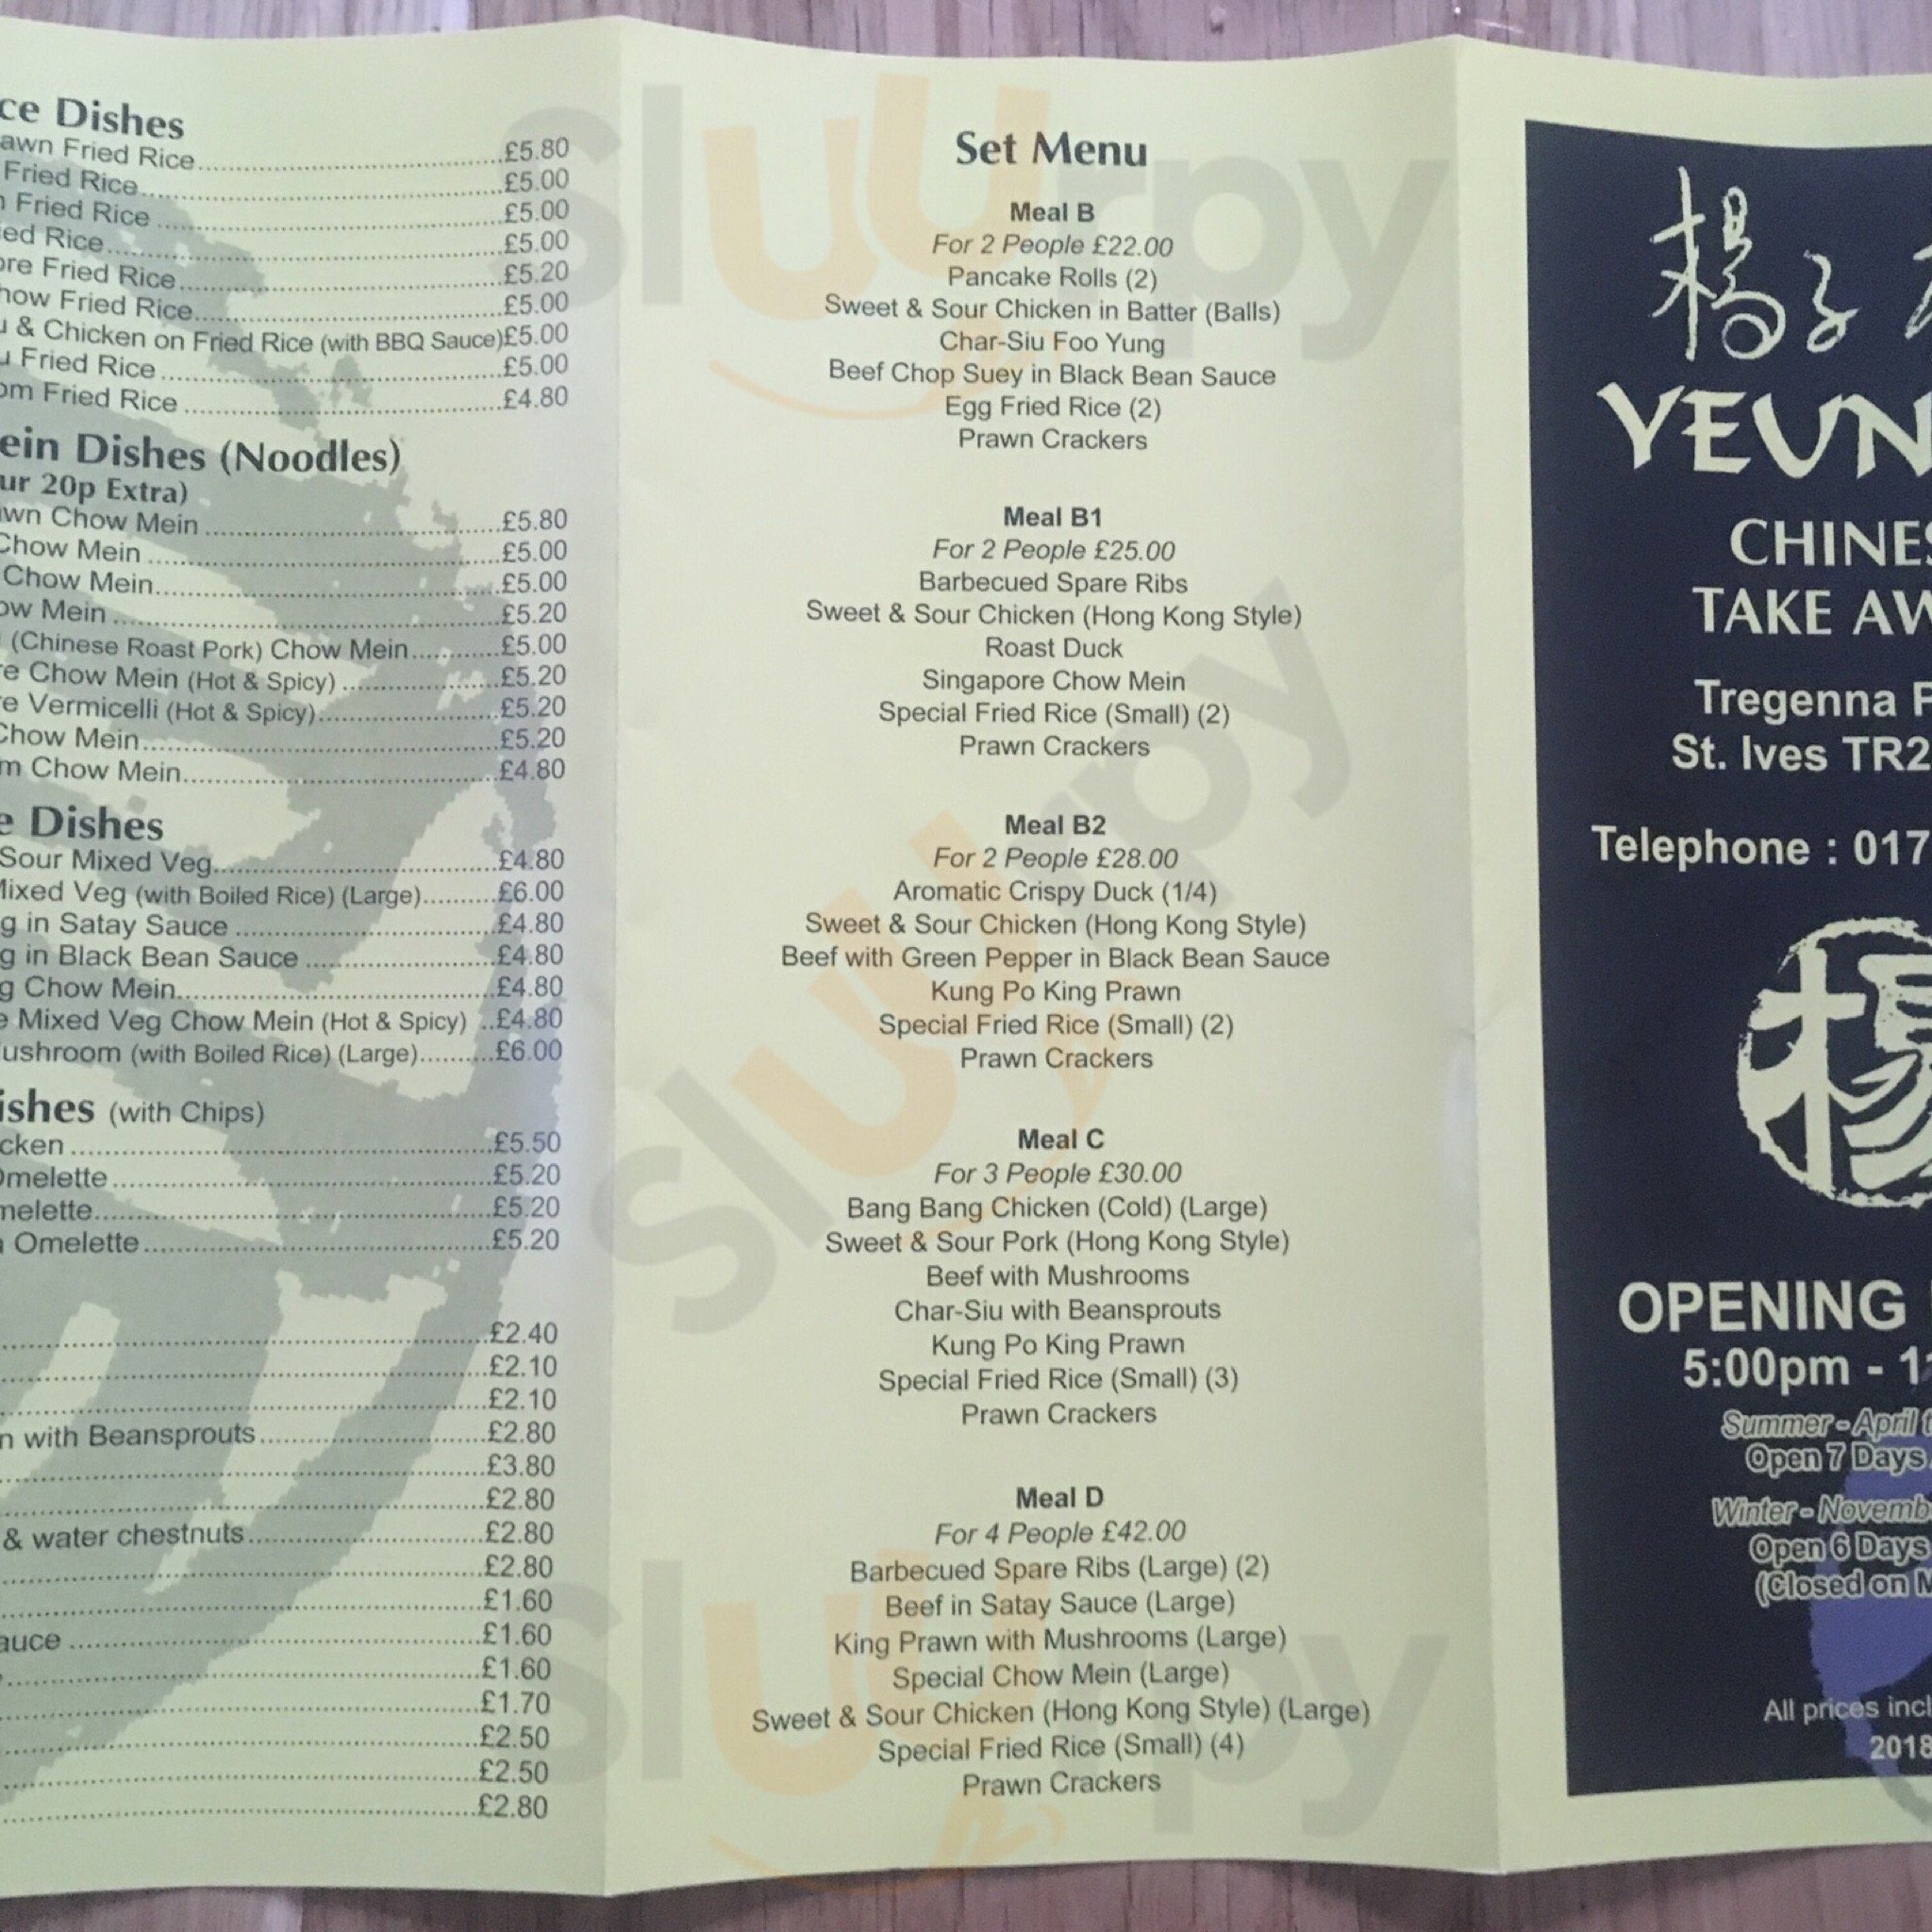 ce Dishes
awn Fried Rice £5.80
Fried Rice £5.00
n Fried Rice £5.00
ed Rice £5.00
ore Fried Rice £5.20
how Fried Rice £5.00
u & Chicken on Fried Rice (with BBQ Sauce) £5.00
u Fried Rice £5.00
om Fried Rice £4.80
ein Dishes (Noodles)
ur 20p Extra)
awn Chow Mein £5.80
Chow Mein £5.00
Chow Mein £5.00
ow Mein £5.20
(Chinese Roast Pork) Chow Mein £5.00
re Chow Mein (Hot & Spicy) £5.20
re Vermicelli (Hot & Spicy) £5.20
Chow Mein £5.20
m Chow Mein £4.80
e Dishes
Sour Mixed Veg £4.80
Mixed Veg (with Boiled Rice) (Large) £6.00
g in Satay Sauce £4.80
g in Black Bean Sauce £4.80
g Chow Mein £4.80
e Mixed Veg Chow Mein (Hot & Spicy) £4.80
ushroom (with Boiled Rice) (Large) £6.00
ishes (with Chips)
cken £5.50
Omelette £5.20
melette £5.20
n Omelette £5.20
£2.40
£2.10
£2.10
n with Beansprouts £2.80
£3.80
£2.80
& water chestnuts £2.80
£2.80
£1.60
auce £1.60
£1.60
£1.70
£2.50
£2.50
£2.80
Set Menu
Meal B
For 2 People £22.00
Pancake Rolls (2)
Sweet & Sour Chicken in Batter (Balls)
Char-Siu Foo Yung
Beef Chop Suey in Black Bean Sauce
Egg Fried Rice (2)
Prawn Crackers
Meal B1
For 2 People £25.00
Barbecued Spare Ribs
Sweet & Sour Chicken (Hong Kong Style)
Roast Duck
Singapore Chow Mein
Special Fried Rice (Small) (2)
Prawn Crackers
Meal B2
For 2 People £28.00
Aromatic Crispy Duck (1/4)
Sweet & Sour Chicken (Hong Kong Style)
Beef with Green Pepper in Black Bean Sauce
Kung Po King Prawn
Special Fried Rice (Small) (2)
Prawn Crackers
Meal C
For 3 People £30.00
Bang Bang Chicken (Cold) (Large)
Sweet & Sour Pork (Hong Kong Style)
Beef with Mushrooms
Char-Siu with Beansprouts
Kung Po King Prawn
Special Fried Rice (Small) (3)
Prawn Crackers
Meal D
For 4 People £42.00
Barbecued Spare Ribs (Large) (2)
Beef in Satay Sauce (Large)
King Prawn with Mushrooms (Large)
Special Chow Mein (Large)
Sweet & Sour Chicken (Hong Kong Style) (Large)
Special Fried Rice (Small) (4)
Prawn Crackers
楊子
YEUN
CHINES
TAKE AW
Tregenna P
St. Ives TR2
Telephone : 017
楊
OPENING
5:00pm - 1
Summer - April t
Open 7 Days
Winter - Novemb
Open 6 Days
(Closed on M
All prices incl
2018
sluurpy
sluurpy
sluurpy